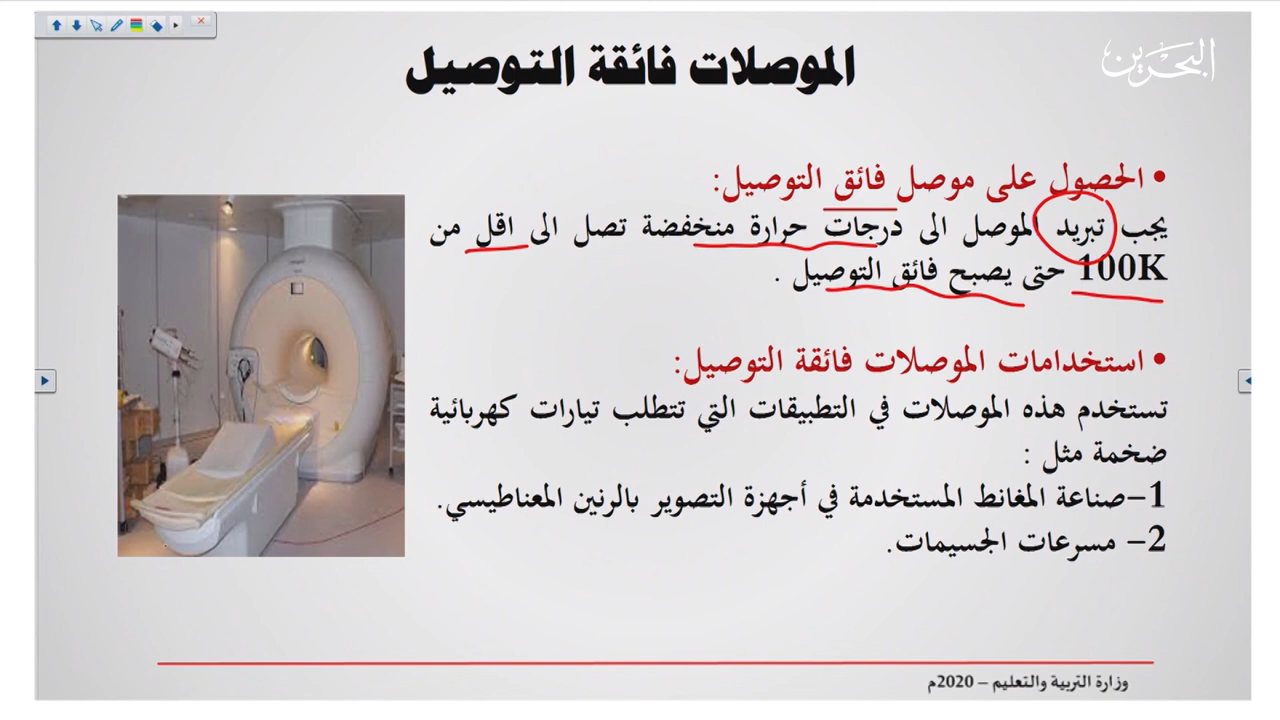 البحرين
الموصلات فائقة التوصيل
• الحصول على موصل فائق التوصيل:
يجب تبريد الموصل الى درجات حرارة منخفضة تصل الى اقل من
100K حتى يصبح فائق التوصيل .
• استخدامات الموصلات فائقة التوصيل:
تستخدم هذه الموصلات في التطبيقات التي تتطلب تيارات كهربائية
ضخمة مثل :
1–صناعة المغانط المستخدمة في أجهزة التصوير بالرنين المعناطيسي.
2– مسرعات الجسيمات.
وزارة التربية والتعليم – 2020م